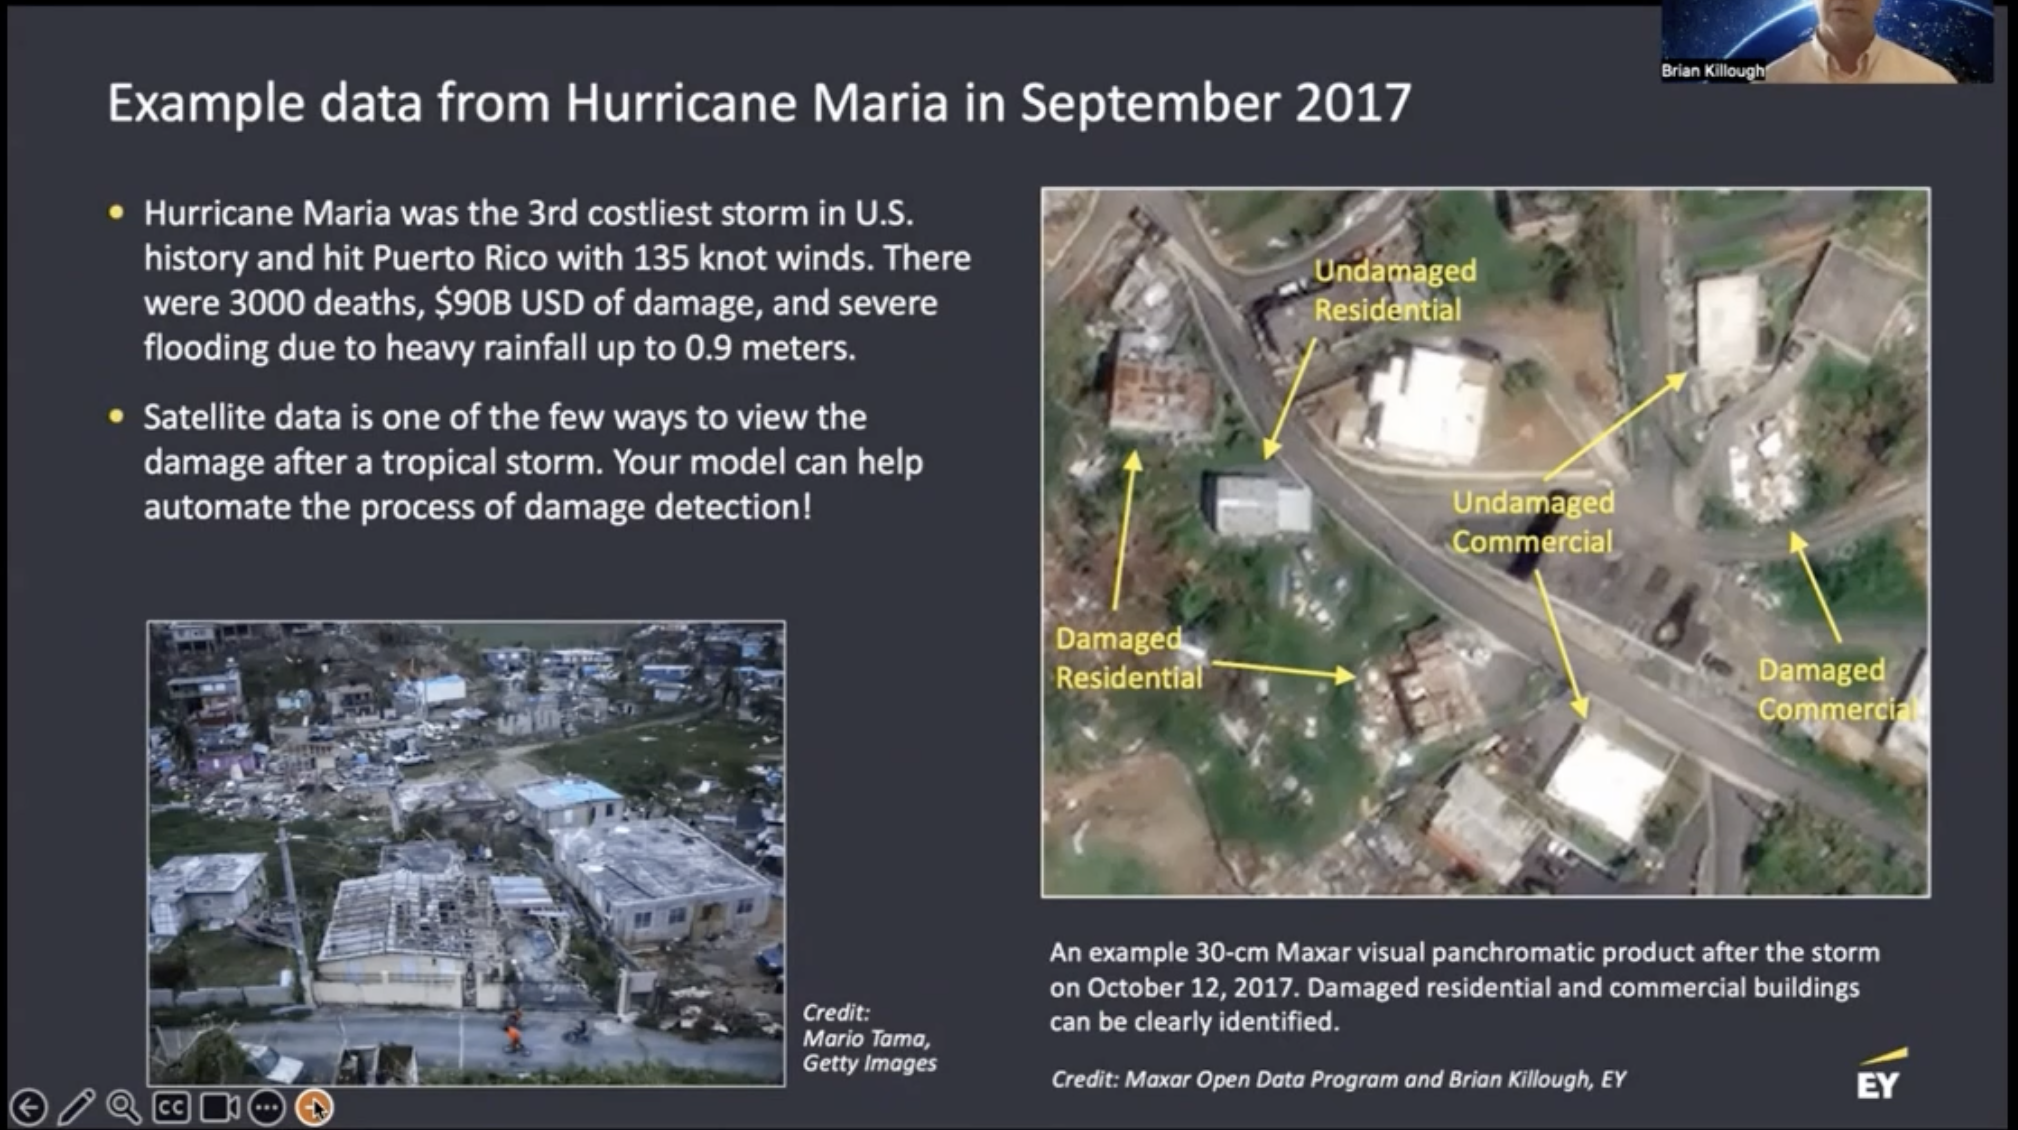 Brian Killough
Example data from Hurricane Maria in September 2017
• Hurricane Maria was the 3rd costliest storm in U.S.
history and hit Puerto Rico with 135 knot winds. There
were 3000 deaths, $90B USD of damage, and severe
flooding due to heavy rainfall up to 0.9 meters.
• Satellite data is one of the few ways to view the
damage after a tropical storm. Your model can help
automate the process of damage detection!
Credit:
Mario Tama,
Getty Images
Undamaged
Residential
Undamaged
Commercial
Damaged
Residential
Damaged
Commercial
An example 30-cm Maxar visual panchromatic product after the storm
on October 12, 2017. Damaged residential and commercial buildings
can be clearly identified.
Credit: Maxar Open Data Program and Brian Killough, EY
EY
CC